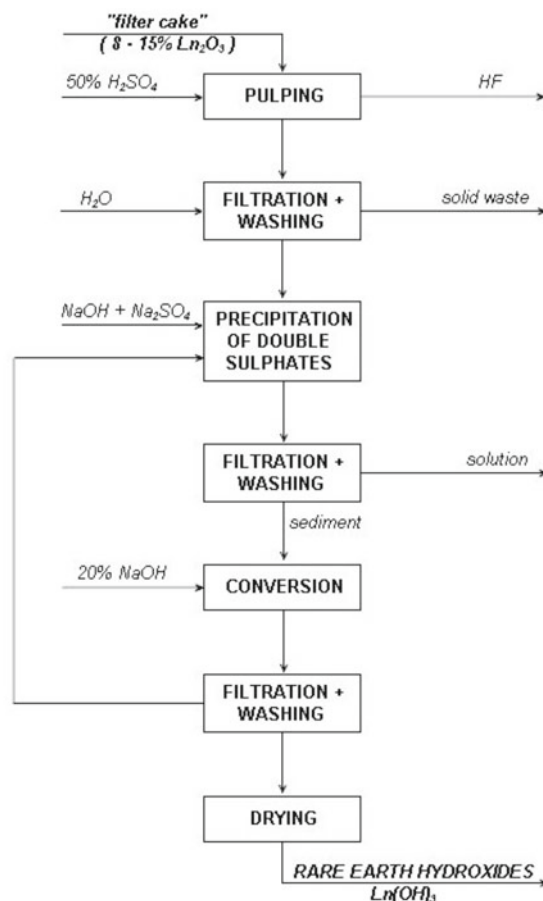 "filter cake"
( 8 - 15% Ln₂O₃ )
50% H₂SO₄
PULPING
HF
H₂O
FILTRATION +
WASHING
solid waste
NaOH + Na₂SO₄
PRECIPITATION
OF DOUBLE
SULPHATES
FILTRATION +
WASHING
solution
sediment
20% NaOH
CONVERSION
FILTRATION +
WASHING
DRYING
RARE EARTH HYDROXIDES
Ln(OH)₃